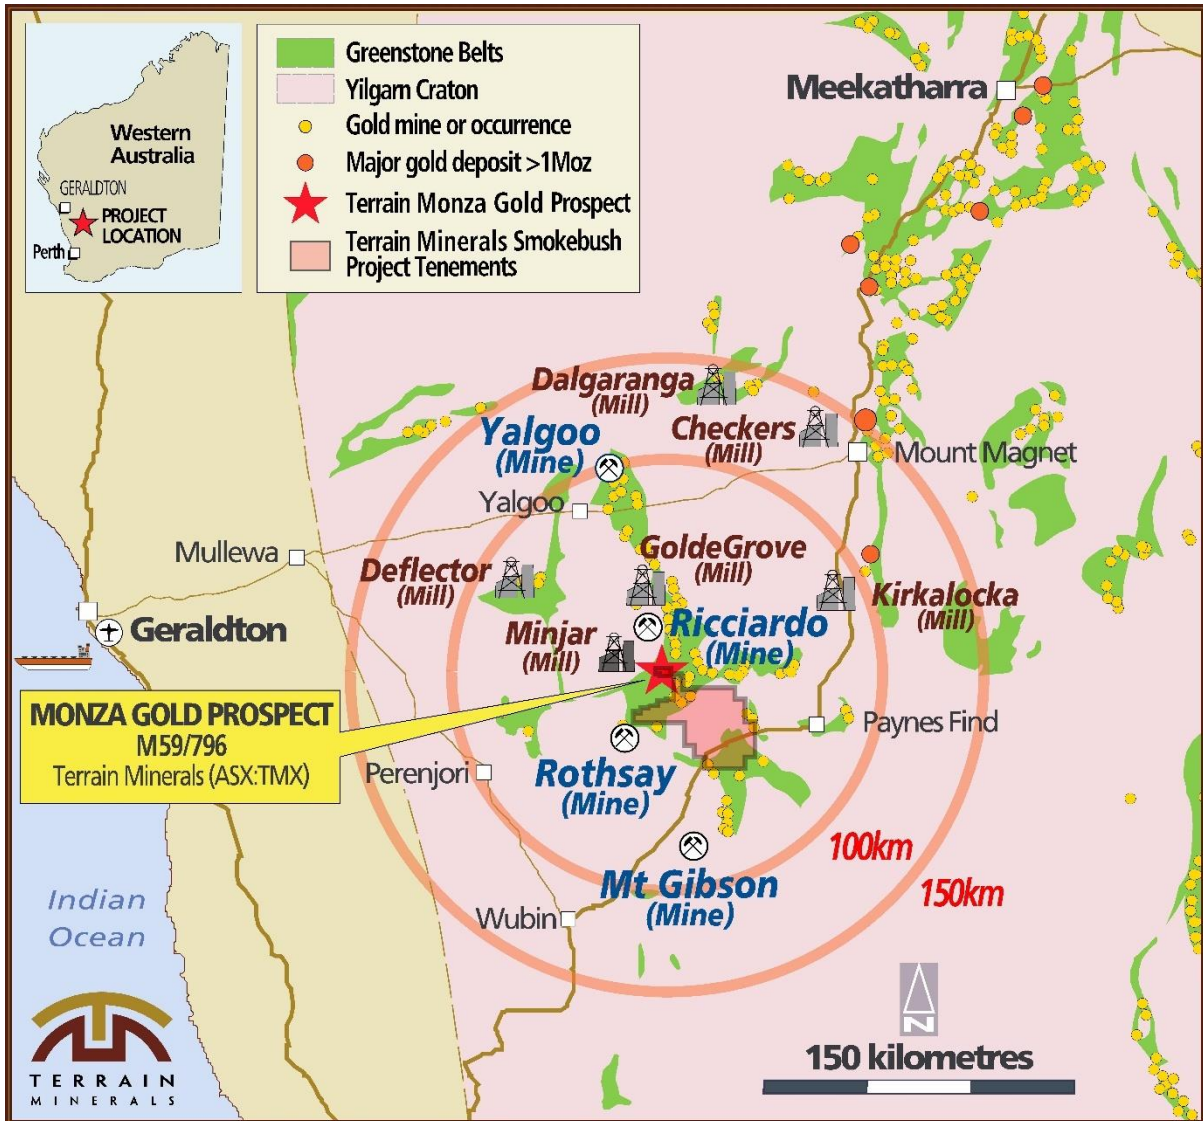 Western
Australia
GERALDTON
PROJECT
LOCATION
Perth
Greenstone Belts
Yilgarn Craton
Gold mine or occurrence
Major gold deposit >1Moz
Terrain Monza Gold Prospect
Terrain Minerals Smokebush
Project Tenements
Meekatharra
Dalgaranga
(Mill)
Checkers
(Mill)
Yalgoo
(Mine)
Mount Magnet
Yalgoo
Mullewa
Deflector
(Mill)
GoldeGrove
(Mill)
Kirkalocka
(Mill)
Geraldton
Minjar
(Mill)
Ricciardo
(Mine)
MONZA GOLD PROSPECT
M59/796
Terrain Minerals (ASX:TMX)
Paynes Find
Perenjori
Rothsay
(Mine)
100km
150km
Mt Gibson
(Mine)
Wubin
Indian
Ocean
N
150 kilometres
TERRAIN
MINERALS